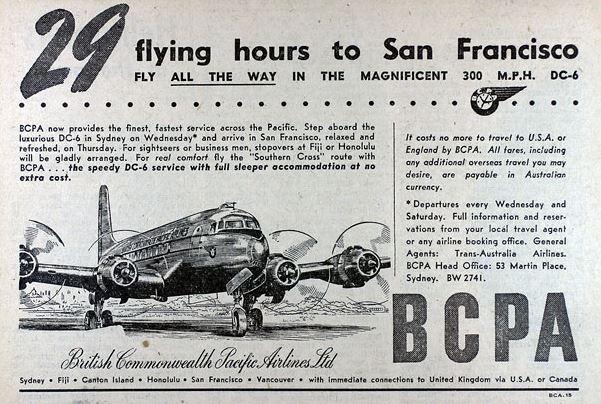 29 flying hours to San Francisco
FLY ALL THE WAY IN THE MAGNIFICENT 300 M.P.H. DC-6
BCPA now provides the finest, fastest service across the Pacific. Step aboard the
luxurious DC-6 in Sydney on Wednesday* and arrive in San Francisco, relaxed and
refreshed, on Thursday. For sightseers or business men, stopovers at Fiji or Honolulu
will be gladly arranged. For real comfort fly the "Southern Cross" route with
BCPA . . . the speedy DC-6 service with full sleeper accommodation at no
extra cost.
It costs no more to travel to U.S.A. or
England by BCPA. All fares, including
any additional overseas travel you may
desire, are payable in Australian
currency.
* Departures every Wednesday and
Saturday. Full information and reser-
vations from your local travel agent
or any airline booking office. General
Agents: Trans-Australia Airlines.
BCPA Head Office: 53 Martin Place,
Sydney. BW 2741.
BCPA
British Commonwealth Pacific Airlines Ltd
Sydney • Fiji • Canton Island • Honolulu • San Francisco • Vancouver • with immediate connections to United Kingdom via U.S.A. or Canada
BCA.15